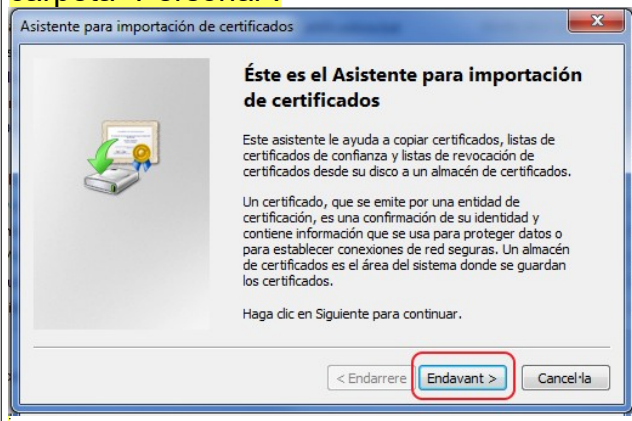 carpeta "Personal".
Asistente para importación de certificados
Éste es el Asistente para importación
de certificados
Este asistente le ayuda a copiar certificados, listas de
certificados de confianza y listas de revocación de
certificados desde su disco a un almacén de certificados.
Un certificado, que se emite por una entidad de
certificación, es una confirmación de su identidad y
contiene información que se usa para proteger datos o
para establecer conexiones de red seguras. Un almacén
de certificados es el área del sistema donde se guardan
los certificados.
Haga clic en Siguiente para continuar.
< Endarrere Endavant > Cancel·la